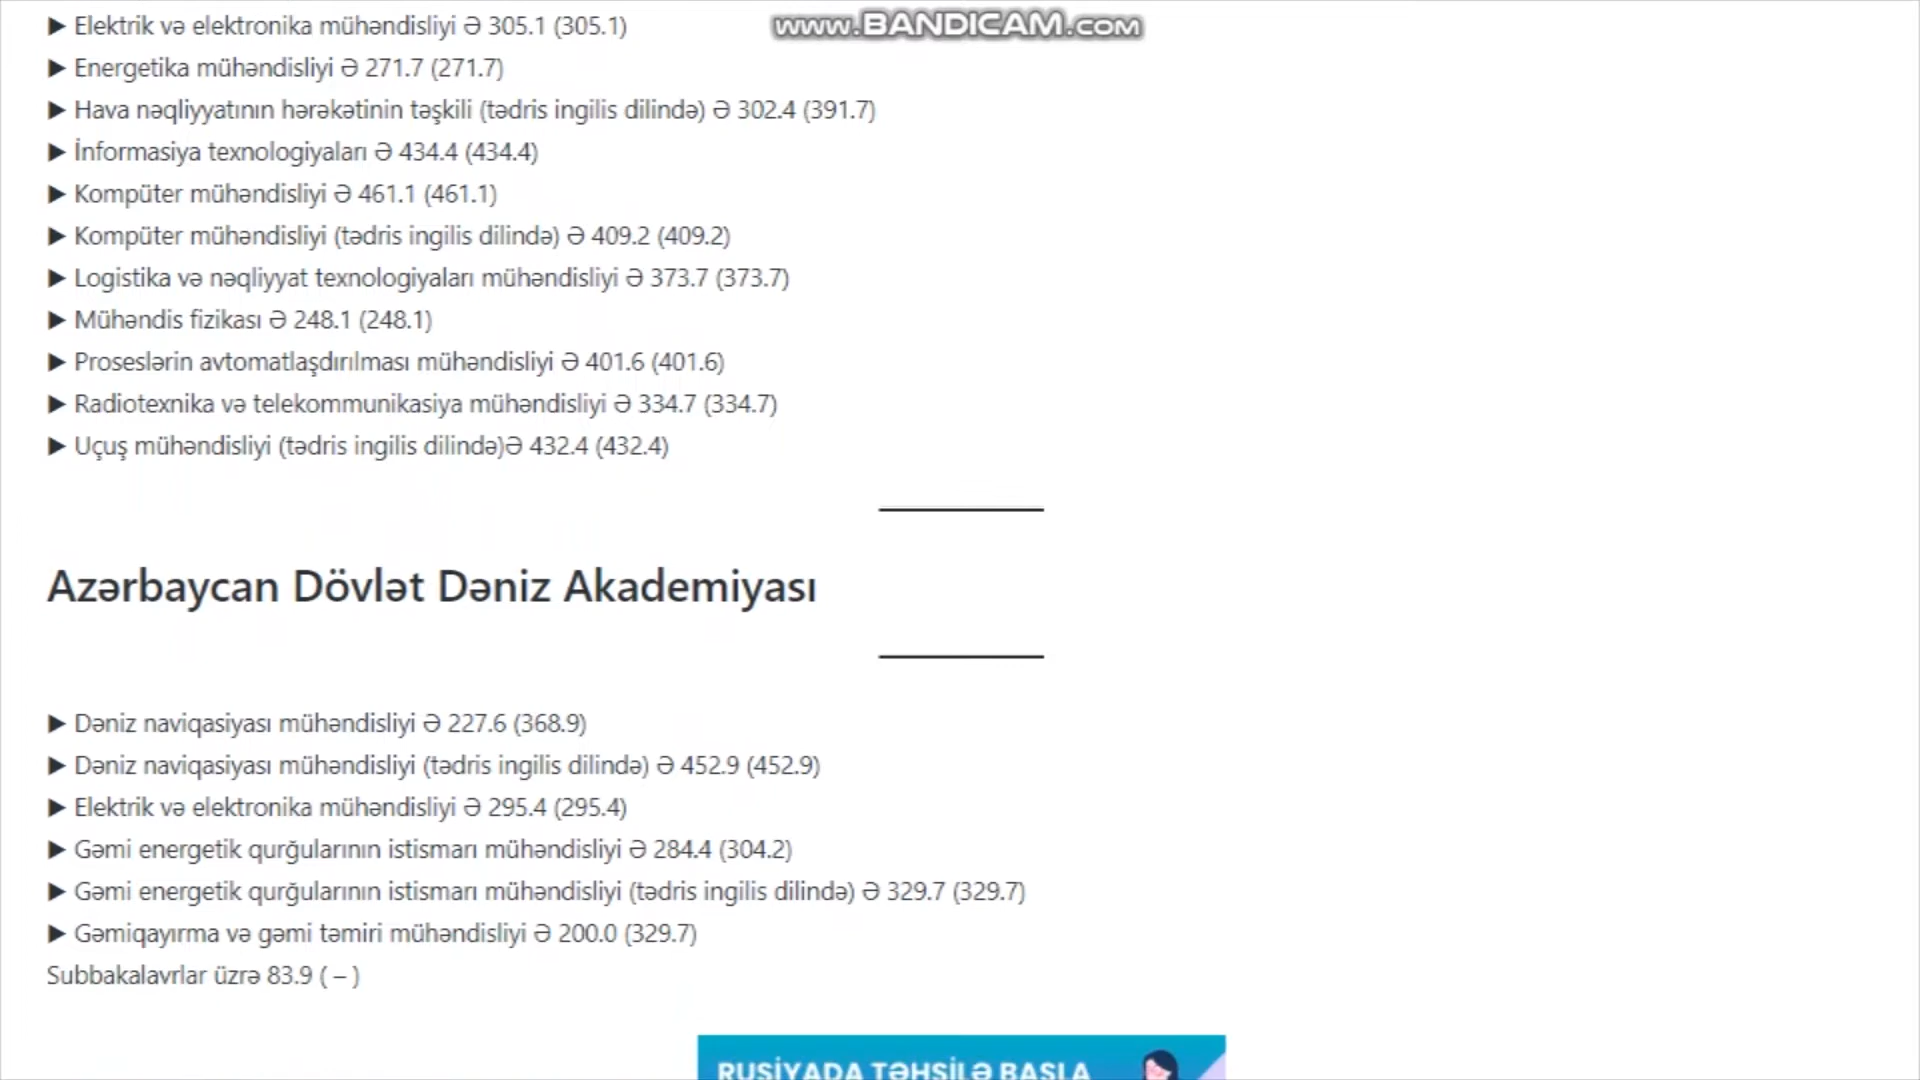 ► Elektrik və elektronika mühəndisliyi Ə 305.1 (305.1)
www.BANDICAM.com
► Energetika mühəndisliyi Ə 271.7 (271.7)
► Hava nəqliyyatının hərəkətinin təşkili (tədris ingilis dilində) Ə 302.4 (391.7)
► İnformasiya texnologiyaları Ə 434.4 (434.4)
► Kompüter mühəndisliyi Ə 461.1 (461.1)
► Kompüter mühəndisliyi (tədris ingilis dilində) Ə 409.2 (409.2)
► Logistika və nəqliyyat texnologiyaları mühəndisliyi Ə 373.7 (373.7)
► Mühəndis fizikası Ə 248.1 (248.1)
► Proseslərin avtomatlaşdırılması mühəndisliyi Ə 401.6 (401.6)
► Radiotexnika və telekommunikasiya mühəndisliyi Ə 334.7 (334.7)
► Uçuş mühəndisliyi (tədris ingilis dilində)Ə 432.4 (432.4)
Azərbaycan Dövlət Dəniz Akademiyası
► Dəniz naviqasiyası mühəndisliyi Ə 227.6 (368.9)
► Dəniz naviqasiyası mühəndisliyi (tədris ingilis dilində) Ə 452.9 (452.9)
► Elektrik və elektronika mühəndisliyi Ə 295.4 (295.4)
► Gəmi energetik qurğularının istismarı mühəndisliyi Ə 284.4 (304.2)
► Gəmi energetik qurğularının istismarı mühəndisliyi (tədris ingilis dilində) Ə 329.7 (329.7)
► Gəmiqayırma və gəmi təmiri mühəndisliyi Ə 200.0 (329.7)
Subbakalavrlar üzrə 83.9 ( – )
RUSİYADA TƏHSİLƏ BAŞLA